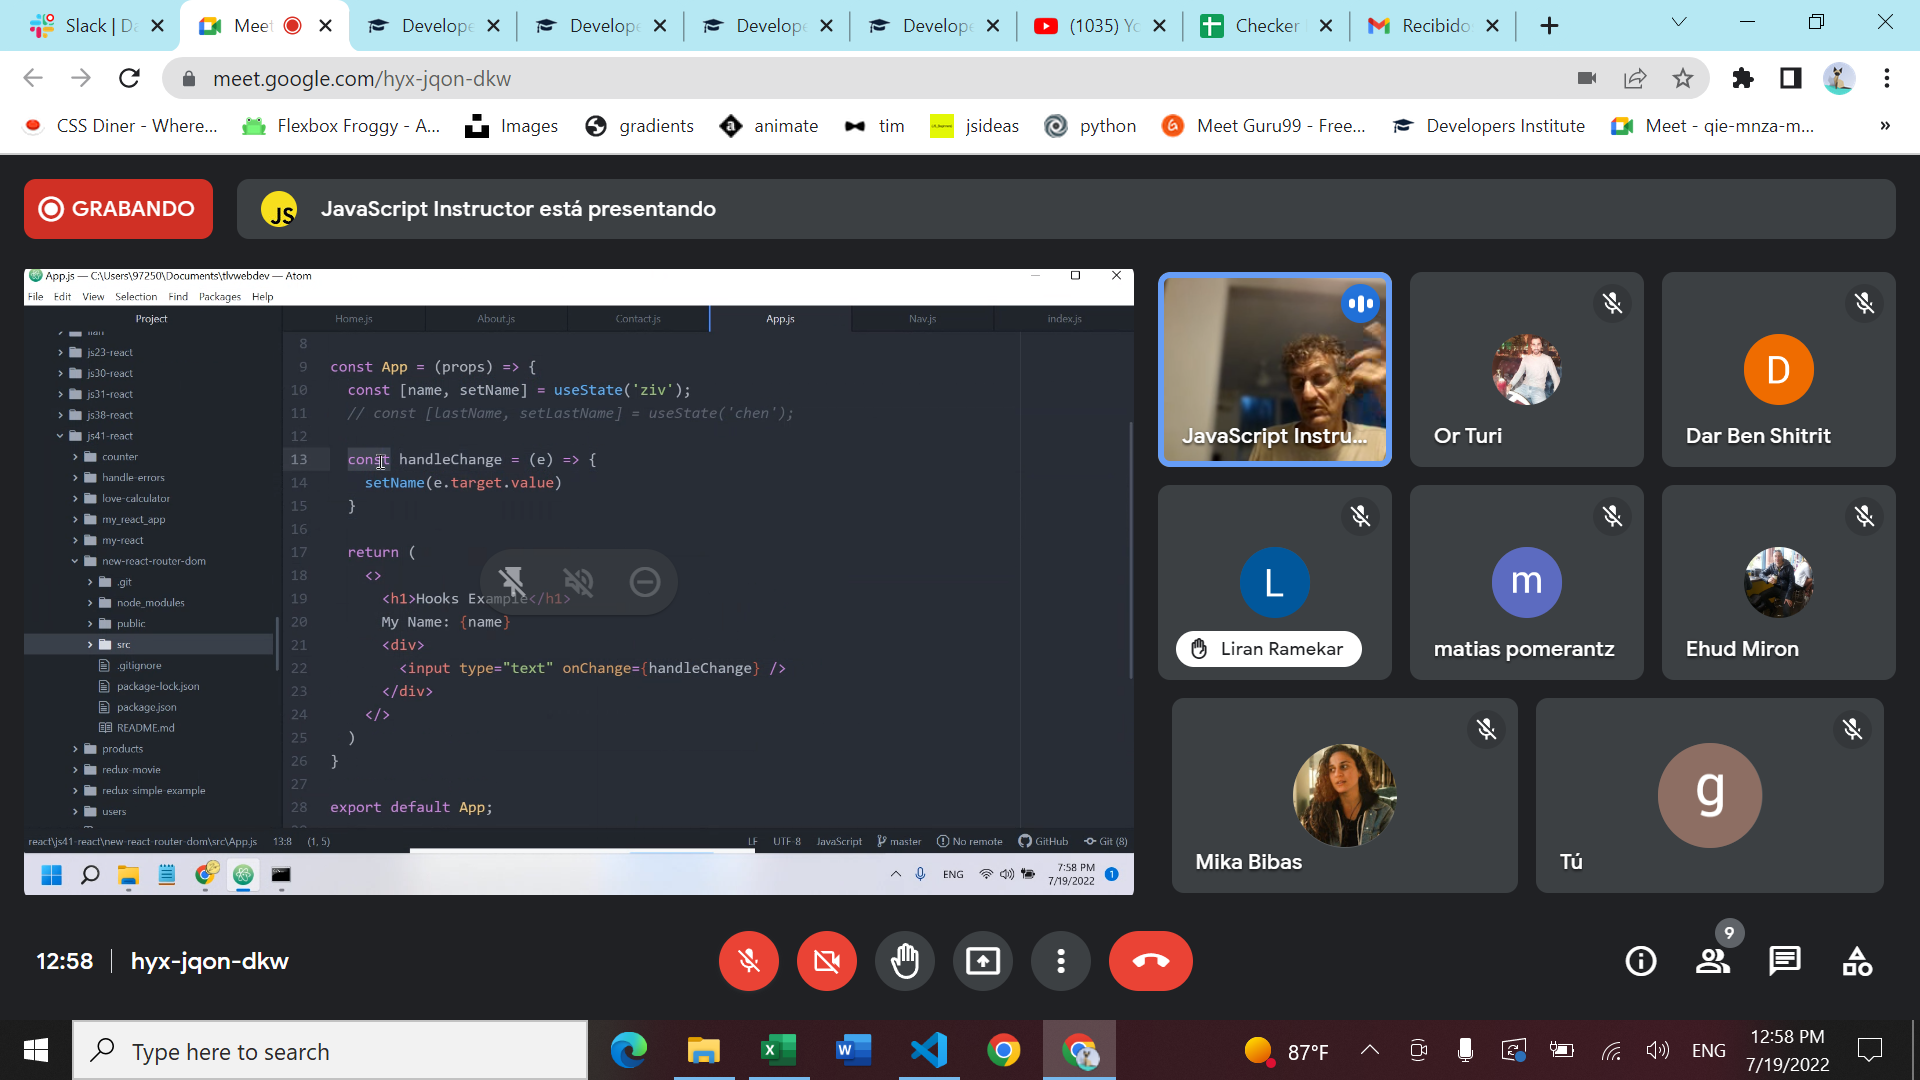 Slack | Da
Meet
Develope
Develope
Develope
Develope
(1035) Yo
Checker
Recibidos
meet.google.com/hyx-jqon-dkw
CSS Diner - Where...
Flexbox Froggy - A...
Images
gradients
animate
tim
jsideas
python
Meet Guru99 - Free...
Developers Institute
Meet - qie-mnza-m...
»
GRABANDO
JS
JavaScript Instructor está presentando
App.js — C:\Users\97250\Documents\tlvwebdev — Atom
File Edit View Selection Find Packages Help
Project
Home.js
About.js
Contact.js
App.js
Nav.js
index.js
js23-react
js30-react
js31-react
js38-react
js41-react
counter
handle-errors
love-calculator
my_react_app
my-react
new-react-router-dom
.git
node_modules
public
src
.gitignore
package-lock.json
package.json
README.md
products
redux-movie
redux-simple-example
users
8
9 const App = (props) => {
10 const [name, setName] = useState('ziv');
11 // const [lastName, setLastName] = useState('chen');
12
13 const handleChange = (e) => {
14 setName(e.target.value)
15 }
16
17 return (
18 <>
19 <h1>Hooks Example</h1>
20 My Name: {name}
21 <div>
22 <input type="text" onChange={handleChange} />
23 </div>
24 </>
25 )
26 }
27
28 export default App;
react\js41-react\new-react-router-dom\src\App.js 13:8 (1, 5)
LF UTF-8 JavaScript master No remote GitHub Git (8)
ENG
7:58 PM
7/19/2022
1
JavaScript Instru...
Or Turi
D
Dar Ben Shitrit
L
Liran Ramekar
m
matias pomerantz
Ehud Miron
Mika Bibas
g
Tú
12:58
hyx-jqon-dkw
9
Type here to search
87°F
ENG
12:58 PM
7/19/2022